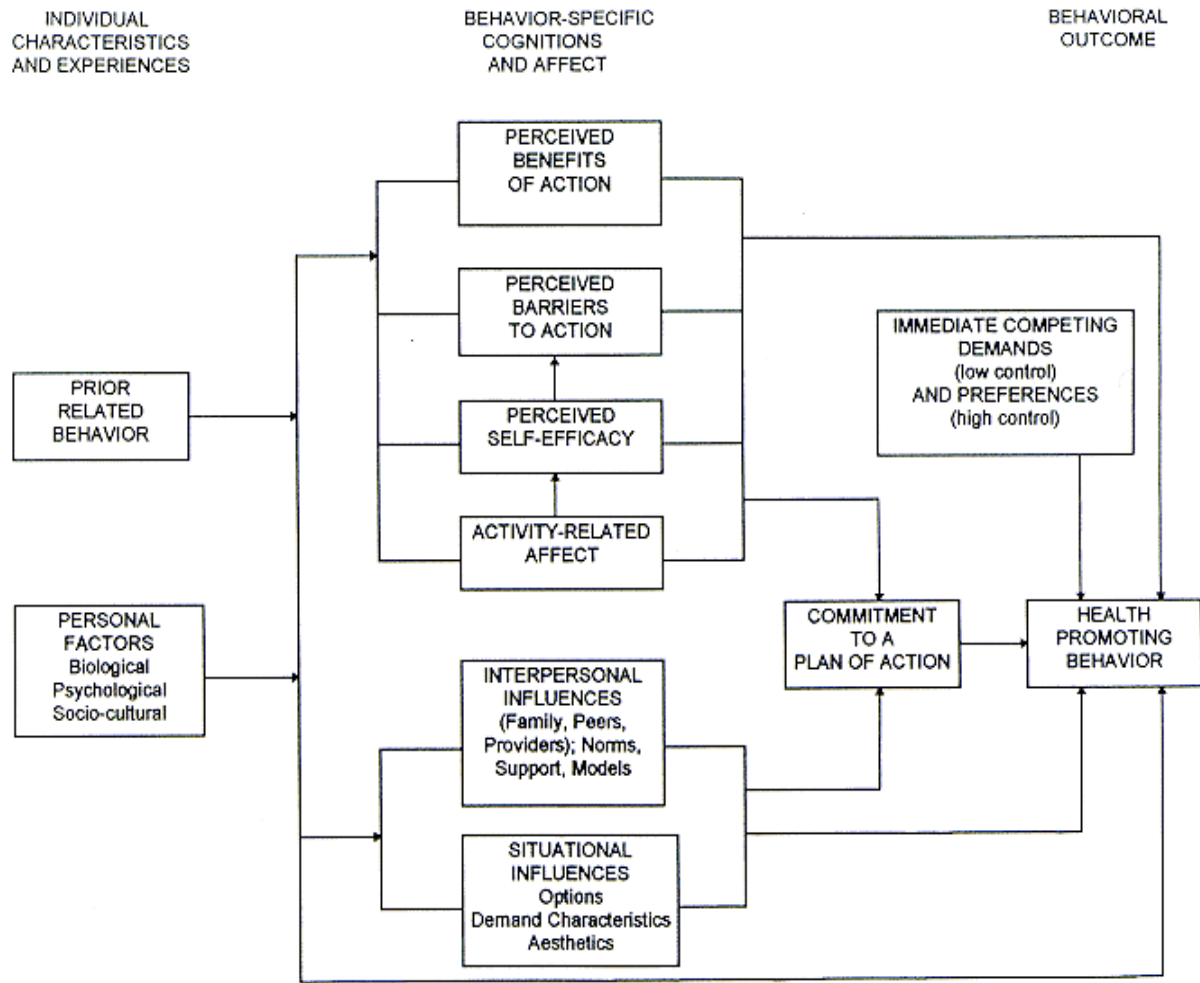 INDIVIDUAL
CHARACTERISTICS
AND EXPERIENCES
BEHAVIOR-SPECIFIC
COGNITIONS
AND AFFECT
BEHAVIORAL
OUTCOME
PERCEIVED
BENEFITS
OF ACTION
PERCEIVED
BARRIERS
TO ACTION
IMMEDIATE COMPETING
DEMANDS
(low control)
AND PREFERENCES
(high control)
PRIOR
RELATED
BEHAVIOR
PERCEIVED
SELF-EFFICACY
ACTIVITY-RELATED
AFFECT
PERSONAL
FACTORS
Biological
Psychological
Socio-cultural
COMMITMENT
TO A
PLAN OF ACTION
HEALTH
PROMOTING
BEHAVIOR
INTERPERSONAL
INFLUENCES
(Family, Peers,
Providers); Norms,
Support, Models
SITUATIONAL
INFLUENCES
Options
Demand Characteristics
Aesthetics